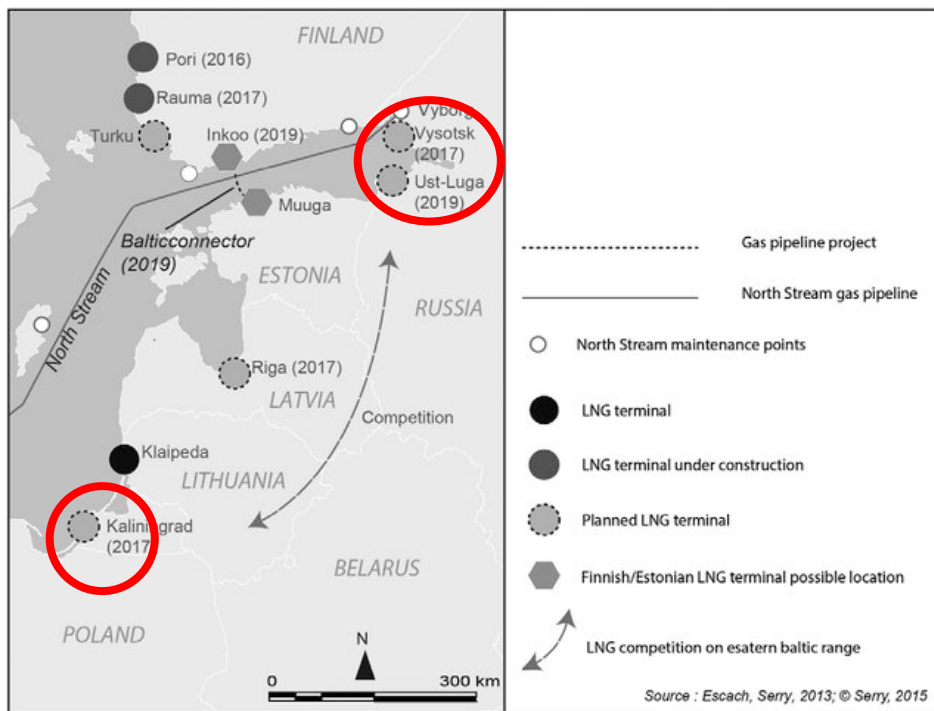 FINLAND
Pori (2016)
Rauma (2017)
Turku
Inkoo (2019)
Vyborg
Vysotsk
(2017)
Ust-Luga
(2019)
Muuga
Balticconnector
(2019)
North Stream
ESTONIA
RUSSIA
Riga (2017)
LATVIA
Competition
Klaipeda
LITHUANIA
Kaliningrad
(2017)
BELARUS
POLAND
N
0
300 km
Gas pipeline project
North Stream gas pipeline
North Stream maintenance points
LNG terminal
LNG terminal under construction
Planned LNG terminal
Finnish/Estonian LNG terminal possible location
LNG competition on esatern baltic range
Source : Escach, Serry, 2013; © Serry, 2015